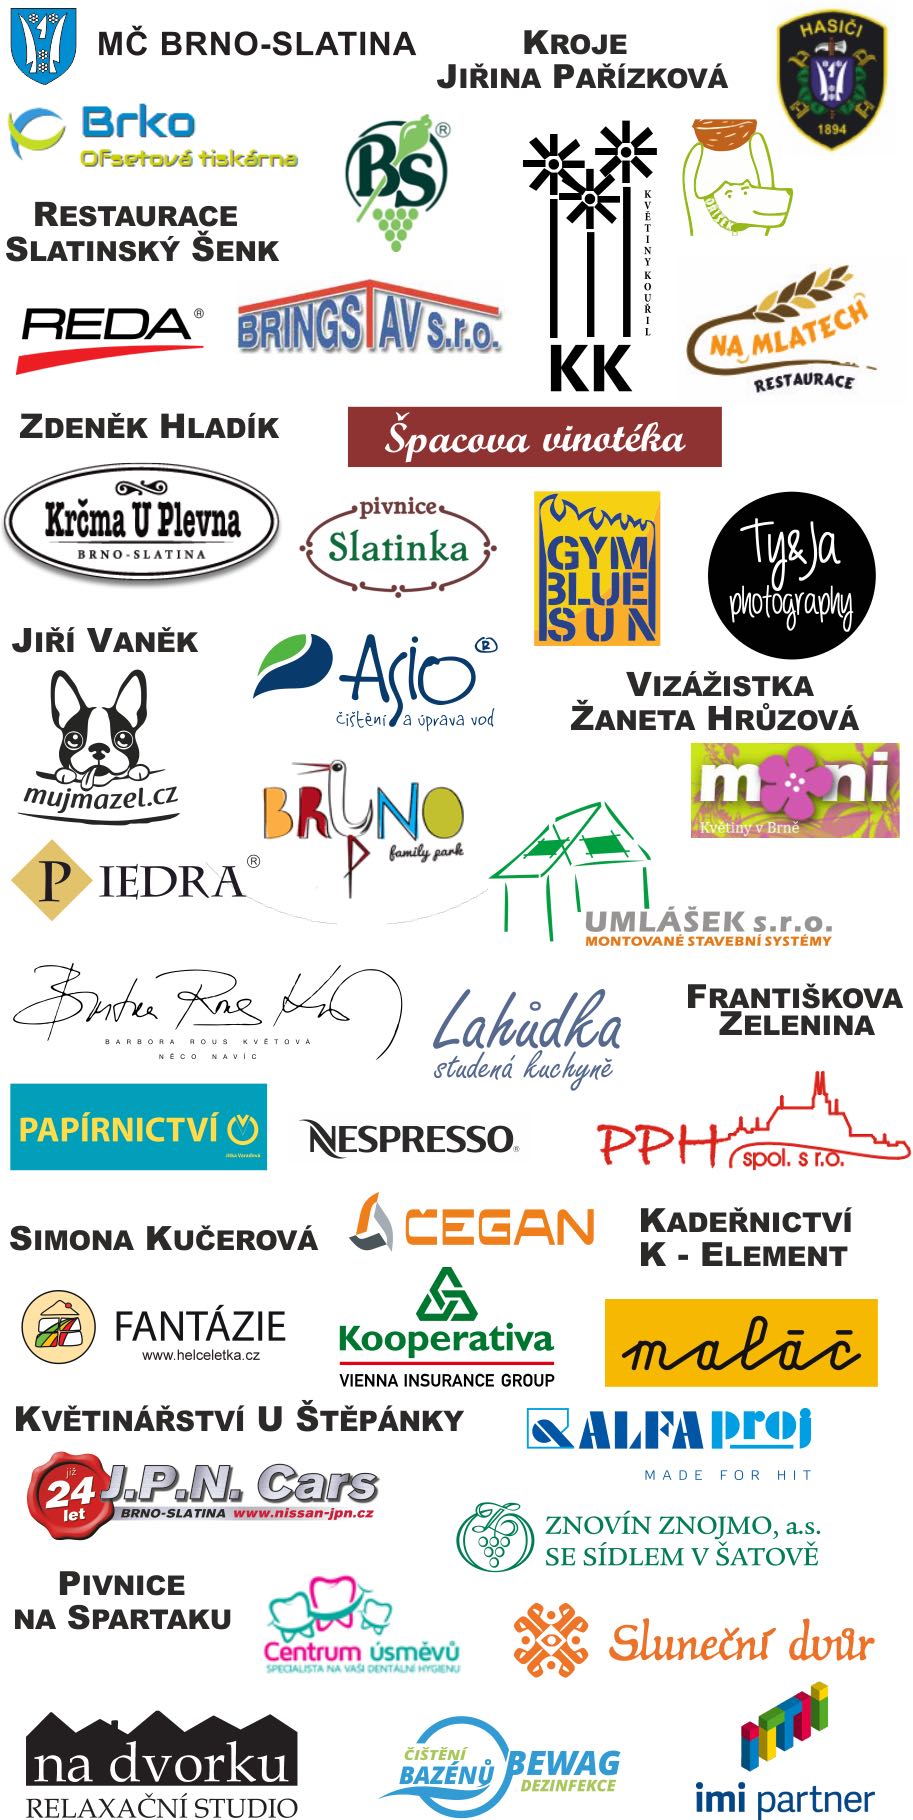 MČ BRNO-SLATINA
KROJE
JIŘINA PAŘÍZKOVÁ
HASIČI
1894
Brko
Ofsetová tiskárna
BS®
KVĚTINY KOUŘIL
KK
RESTAURACE
SLATINSKÝ ŠENK
REDA®
BRINGSTAV s.r.o.
NA MLATECH
RESTAURACE
ZDENĚK HLADÍK
Špacova vinotéka
Krčma U Plevna
BRNO-SLATINA
pivnice
Slatinka
GYM
BLUE
SUN
Ty&Ja
photography
JIŘÍ VANĚK
Asio®
čištění a úprava vod
VIZÁŽISTKA
ŽANETA HRŮZOVÁ
mujmazel.cz
BRUNO
family park
moni
Květiny v Brně
PIEDRA®
UMLÁŠEK s.r.o.
MONTOVANÉ STAVEBNÍ SYSTÉMY
BARBORA ROUS KVĚTOVÁ
NĚCO NAVÍC
Lahůdka
studená kuchyně
FRANTIŠKOVA
ZELENINA
PAPÍRNICTVÍ
Jitka Varadiová
NESPRESSO®
PPH
spol. s r.o.
SIMONA KUČEROVÁ
ČEGAN
KADEŘNICTVÍ
K - ELEMENT
FANTÁZIE
www.helceletka.cz
Kooperativa
VIENNA INSURANCE GROUP
maláč
KVĚTINÁŘSTVÍ U ŠTĚPÁNKY
ALFAproj
MADE FOR HIT
již
24
let
J.P.N. Cars
BRNO-SLATINA www.nissan-jpn.cz
ZNOVÍN ZNOJMO, a.s.
SE SÍDLEM V ŠATOVĚ
PIVNICE
NA SPARTAKU
Centrum úsměvů
SPECIALISTA NA VAŠI DENTÁLNÍ HYGIENU
Sluneční dvůr
na dvorku
RELAXAČNÍ STUDIO
ČIŠTĚNÍ
BAZÉNŮ
BEWAG
DEZINFEKCE
imi partner